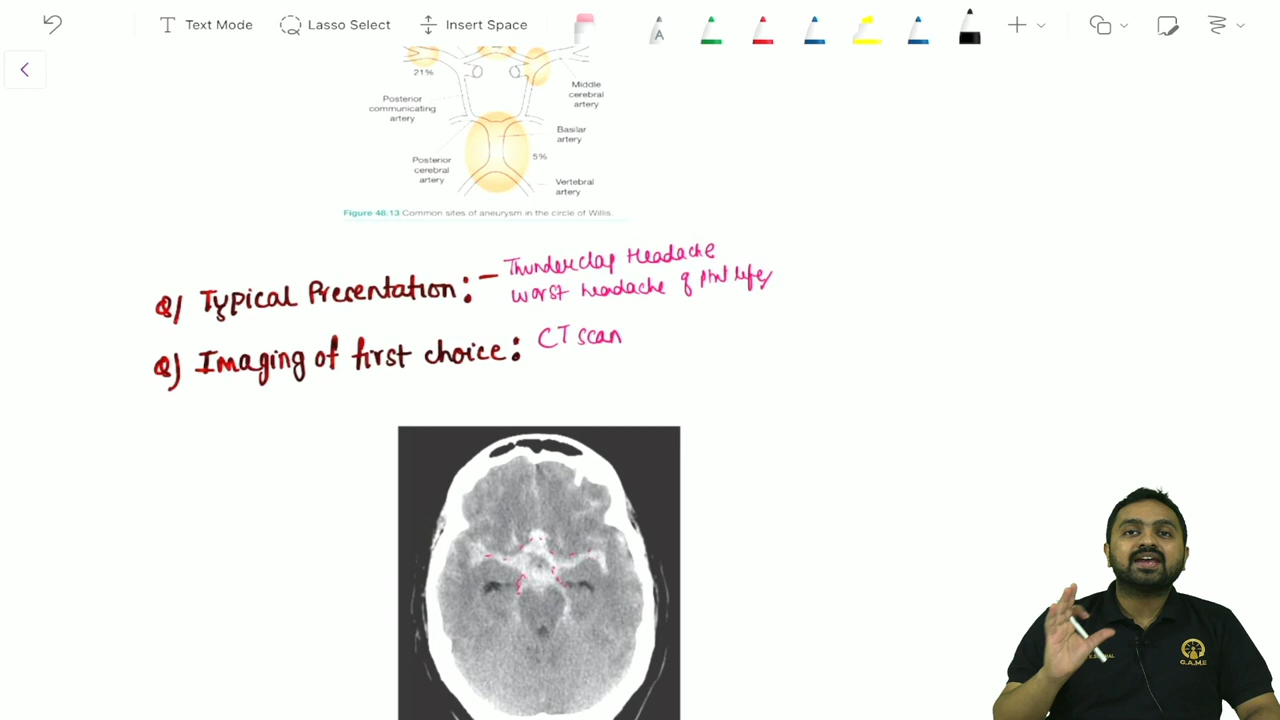 Text Mode
Lasso Select
Insert Space
A
21%
Middle
cerebral
artery
Posterior
communicating
artery
Basilar
artery
5%
Posterior
cerebral
artery
Vertebral
artery
Figure 48.13 Common sites of aneurysm in the circle of Willis.
Q) Typical Presentation: - Thunderclap Headache
worst headache of life
Q) Imaging of first choice: CT scan
G.A.M.E